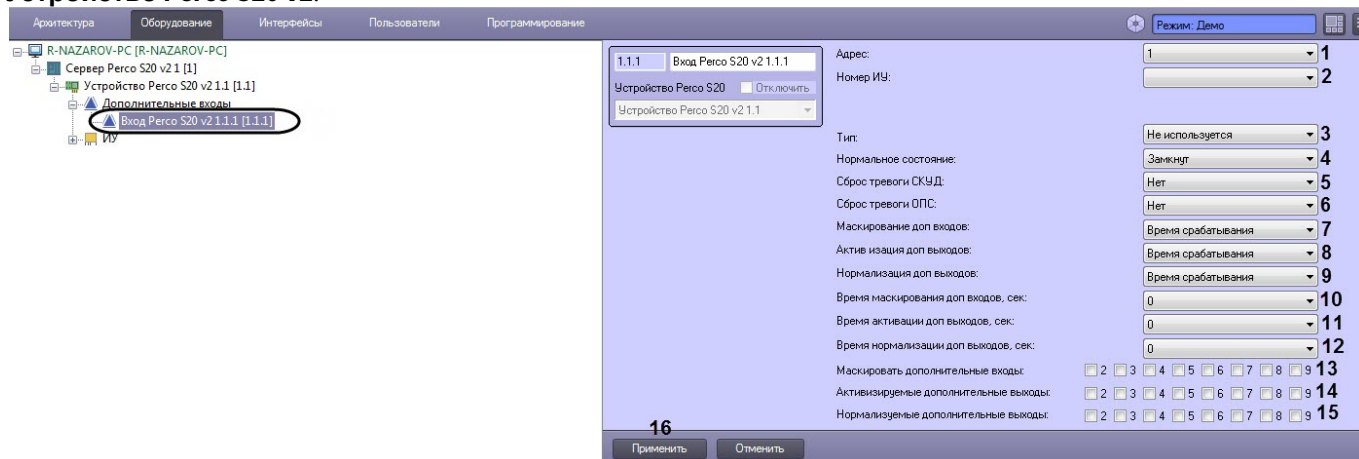 Устройство Perco S20 v2.
Архитектура Оборудование Интерфейсы Пользователи Программирование Режим: Демо
R-NAZAROV-PC [R-NAZAROV-PC]
Сервер Perco S20 v2 1 [1]
Устройство Perco S20 v2 1.1 [1.1]
Дополнительные входы
Вход Perco S20 v2 1.1.1 [1.1.1]
ИУ
1.1.1 Вход Perco S20 v2 1.1.1
Устройство Perco S20 Отключить
Устройство Perco S20 v2 1.1
Адрес: 1 1
Номер ИУ: 2
Тип: Не используется 3
Нормальное состояние: Замкнут 4
Сброс тревоги СКУД: Нет 5
Сброс тревоги ОПС: Нет 6
Маскирование доп входов: Время срабатывания 7
Актив изация доп выходов: Время срабатывания 8
Нормализация доп выходов: Время срабатывания 9
Время маскирования доп входов, сек: 0 10
Время активации доп выходов, сек: 0 11
Время нормализации доп выходов, сек: 0 12
Маскировать дополнительные входы: 2 3 4 5 6 7 8 9 13
Активизируемые дополнительные выходы: 2 3 4 5 6 7 8 9 14
Нормализуемые дополнительные выходы: 2 3 4 5 6 7 8 9 15
16
Применить Отменить